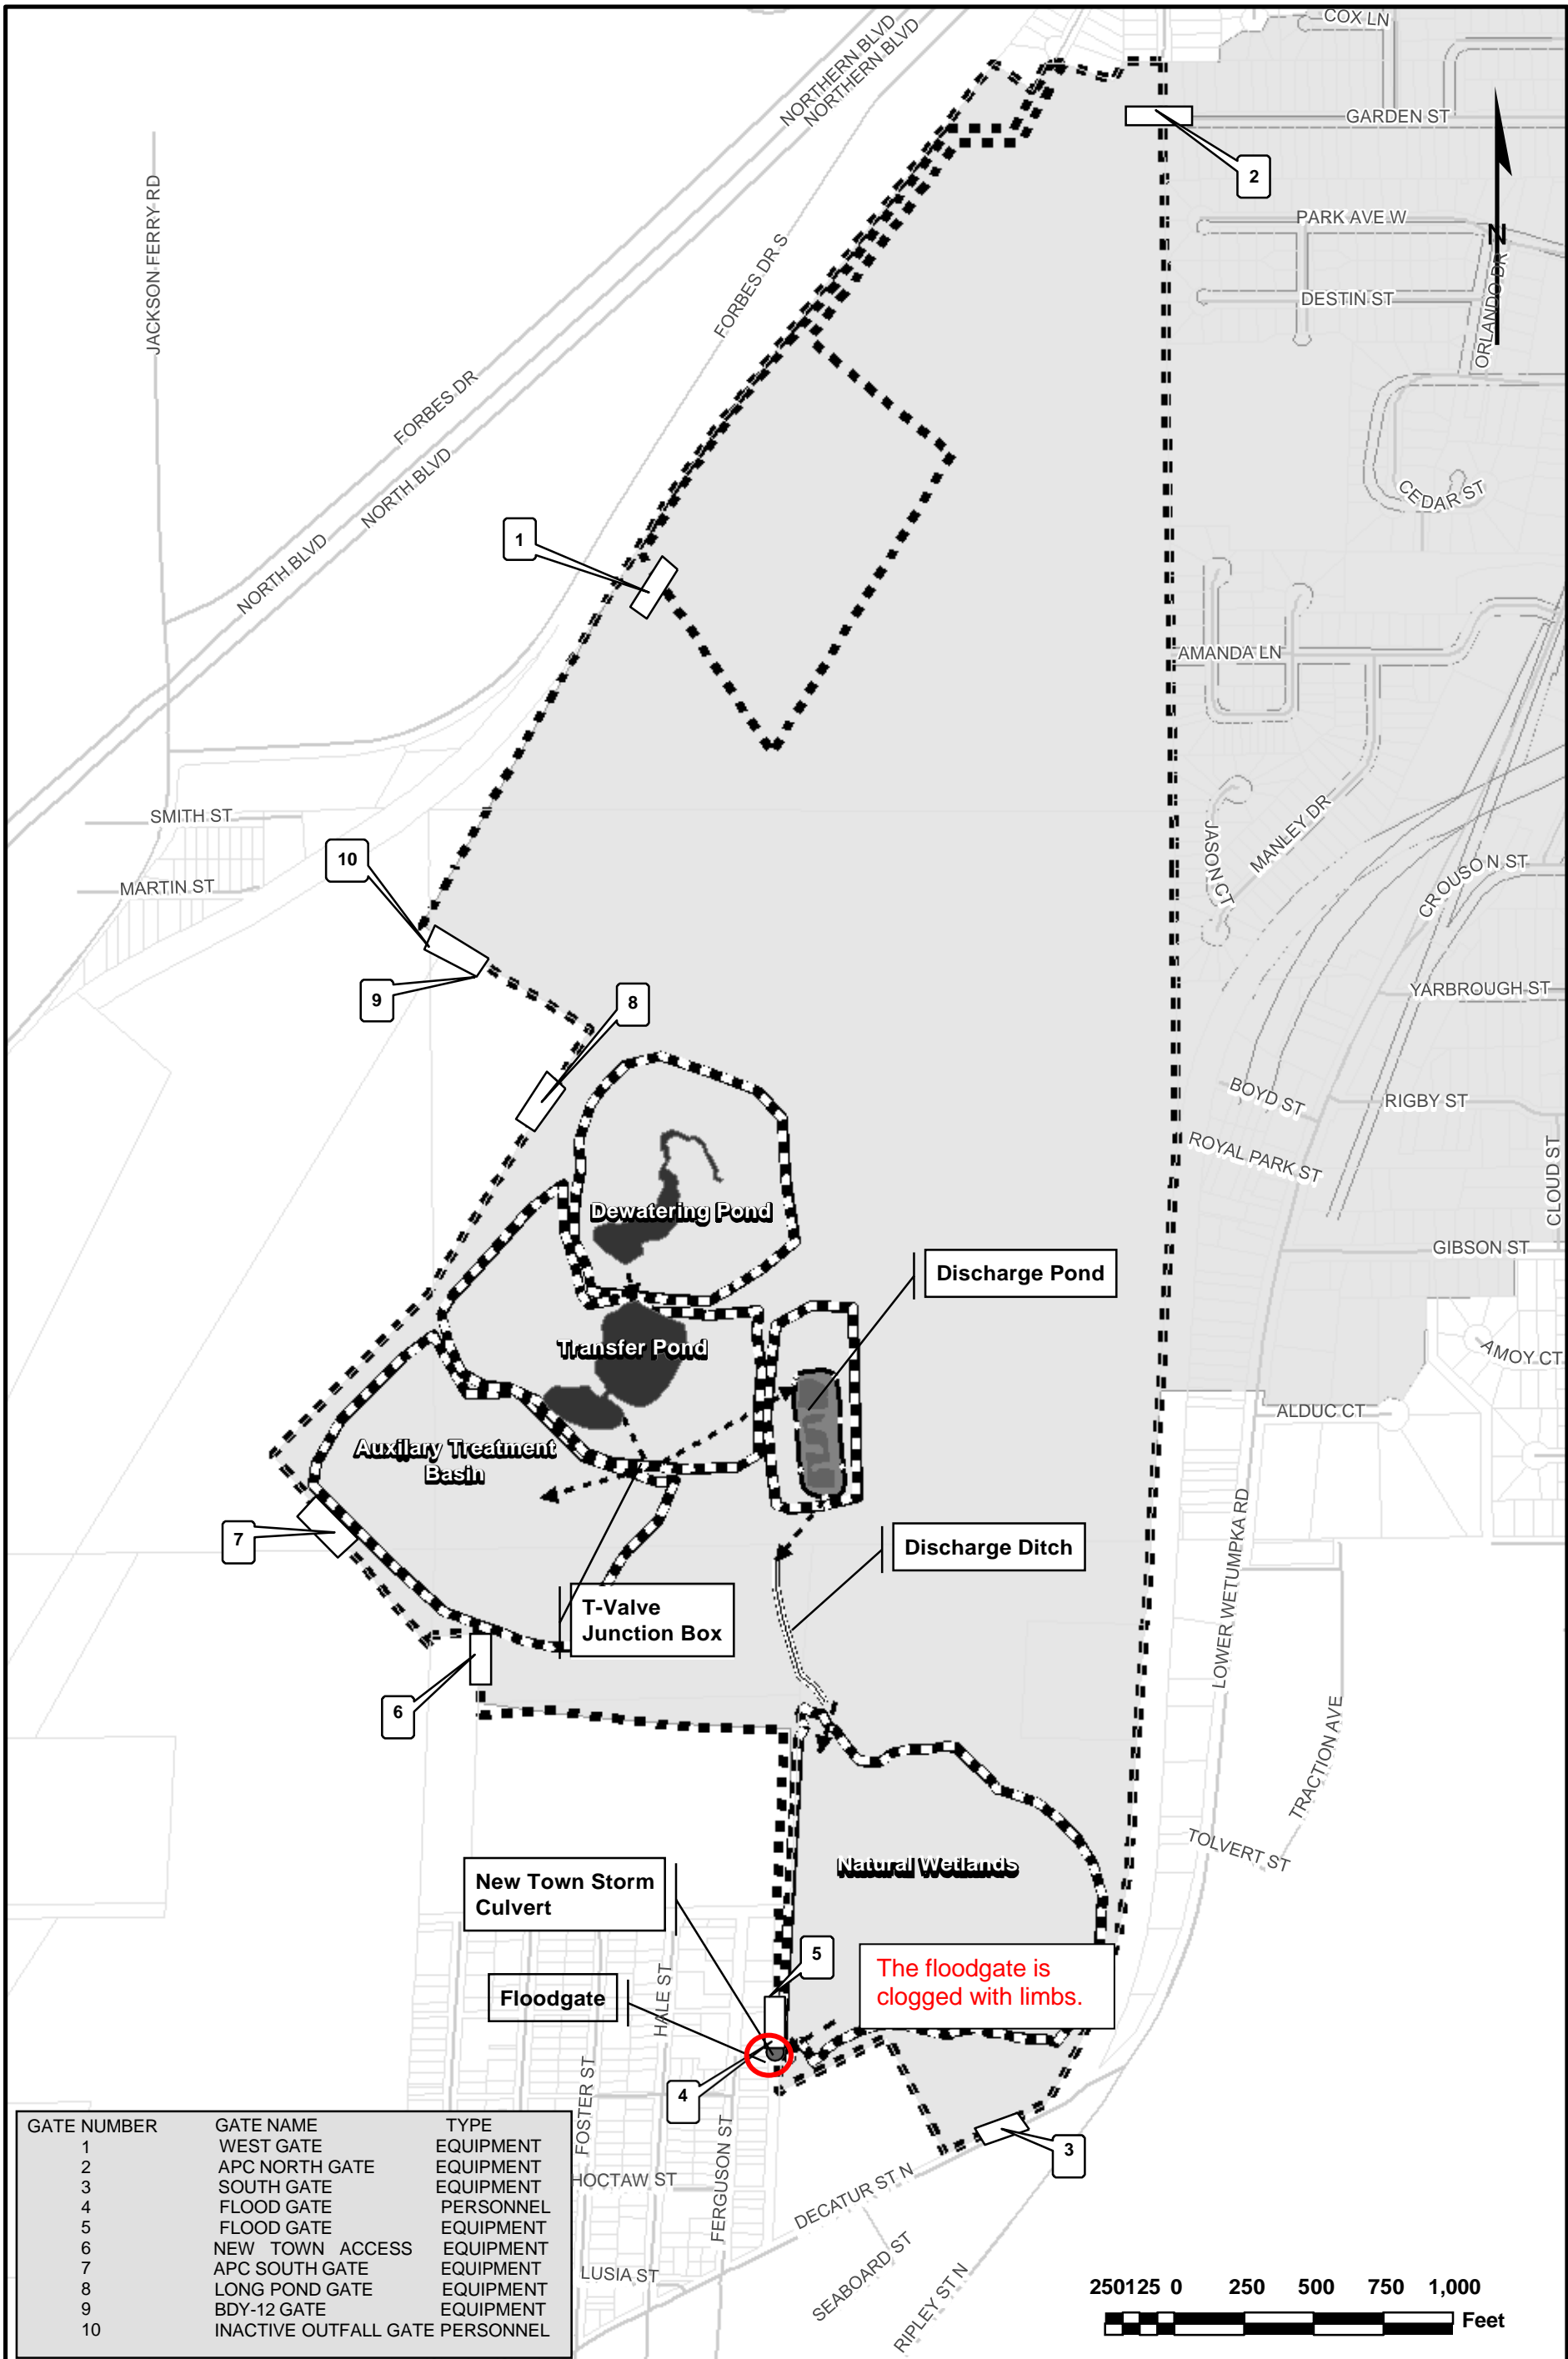 COX LN
NORTHERN BLVD
NORTHERN BLVD
GARDEN ST
2
PARK AVE W
N
JACKSON FERRY RD
FORBES DR S
DESTIN ST
ORLANDO DR
FORBES DR
NORTH BLVD
CEDAR ST
1
NORTH BLVD
AMANDA LN
SMITH ST
MANLEY DR
JASON CT
10
MARTIN ST
CROUSON ST
9
8
YARBROUGH ST
BOYD ST
RIGBY ST
ROYAL PARK ST
CLOUD ST
Dewatering Pond
GIBSON ST
Discharge Pond
Transfer Pond
AMOY CT
ALDUC CT
Auxilary Treatment
Basin
7
Discharge Ditch
LOWER WETUMPKA RD
T-Valve
Junction Box
6
TRACTION AVE
TOLVERT ST
Natural Wetlands
New Town Storm
Culvert
5
The floodgate is
clogged with limbs.
Floodgate
HALE ST
4
FOSTER ST
3
FERGUSON ST
HOCTAW ST
DECATUR ST N
SEABOARD ST
RIPLEY ST N
LUSIA ST
GATE NUMBER GATE NAME TYPE
1 WEST GATE EQUIPMENT
2 APC NORTH GATE EQUIPMENT
3 SOUTH GATE EQUIPMENT
4 FLOOD GATE PERSONNEL
5 FLOOD GATE EQUIPMENT
6 NEW TOWN ACCESS EQUIPMENT
7 APC SOUTH GATE EQUIPMENT
8 LONG POND GATE EQUIPMENT
9 BDY-12 GATE EQUIPMENT
10 INACTIVE OUTFALL GATE PERSONNEL
250 125 0 250 500 750 1,000
Feet